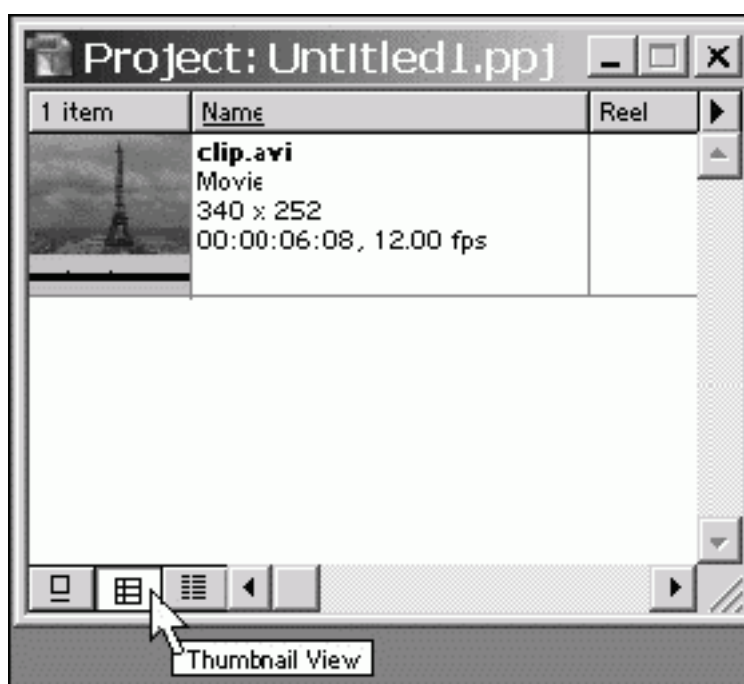 Project: Untitled1.ppj
1 item Name Reel
clip.avi
Movie
340 x 252
00:00:06:08, 12.00 fps
Thumbnail View